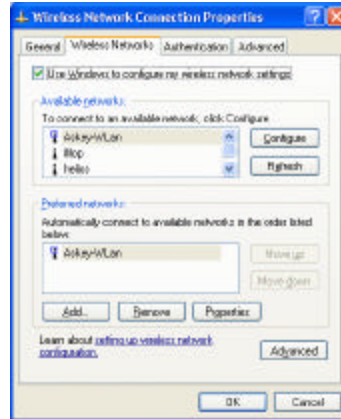 Wireless Network Connection Properties
General Wireless Networks Authentication Advanced
Use Windows to configure my wireless network settings
Available networks:
To connect to an available network, click Configure
Askey-WLan
Configure
helios
Refresh
Preferred networks:
Automatically connect to available networks in the order listed
below:
Askey-WLan
Move up
Move down
Add... Remove Properties
Learn about setting up wireless network
configuration.
Advanced
OK Cancel